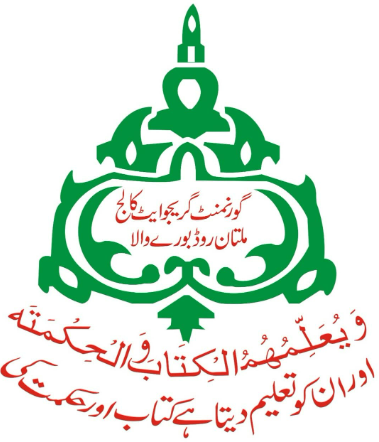 گورنمنٹ گریجوایٹ کالج
ملتان روڈ بورے والا
وَيُعَلِّمُهُمُ الْكِتَابَ وَالْحِكْمَتَه
اور ان کو تعلیم دیتا ہے کتاب اور حکمت کی